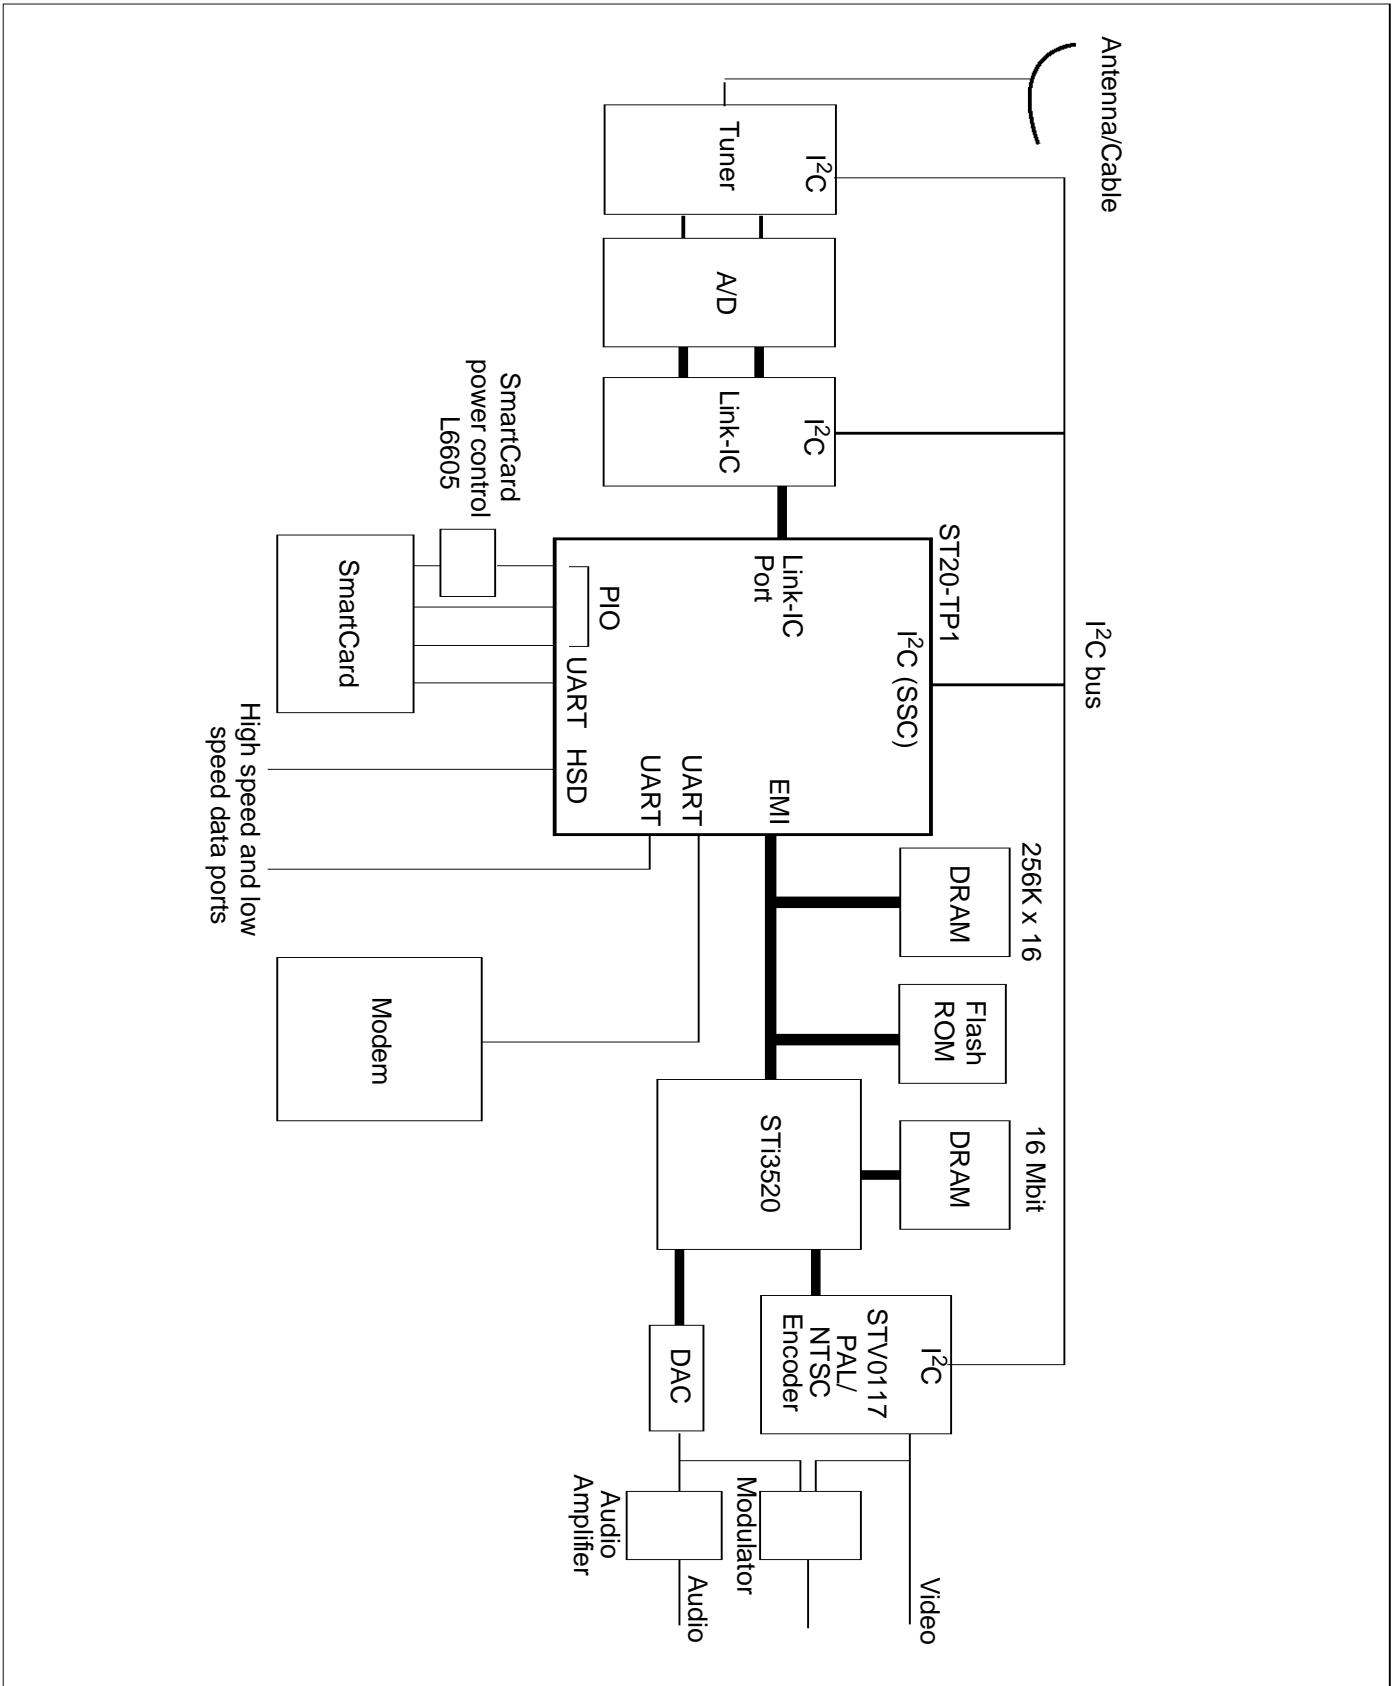 Antenna/Cable
I²C bus
Tuner
I²C
A/D
Link-IC
I²C
ST20-TP1
Link-IC
Port
I²C (SSC)
PIO
UART
HSD
UART
UART
EMI
SmartCard
power control
L6605
SmartCard
High speed and low
speed data ports
Modem
256K x 16
DRAM
Flash
ROM
16 Mbit
DRAM
STi3520
I²C
STV0117
PAL/
NTSC
Encoder
DAC
Modulator
Audio
Amplifier
Video
Audio